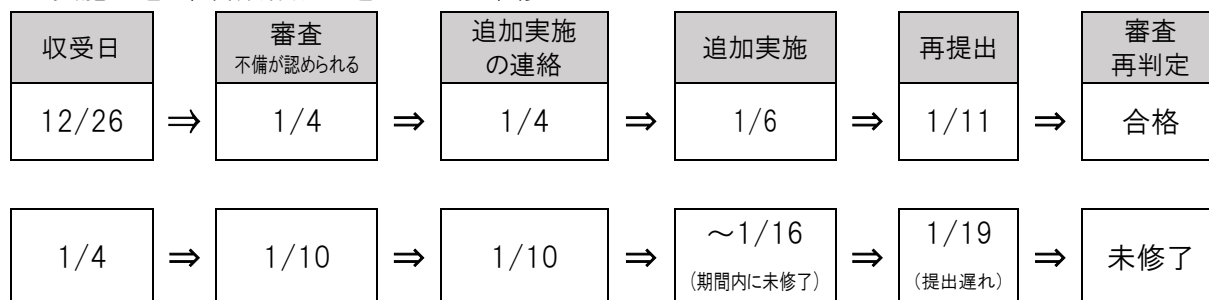 収受日
審査
不備が認められる
追加実施
の連絡
追加実施
再提出
審査
再判定
12/26 ⇒ 1/4 ⇒ 1/4 ⇒ 1/6 ⇒ 1/11 ⇒ 合格
1/4 ⇒ 1/10 ⇒ 1/10 ⇒ ～1/16
(期間内に未修了)
⇒ 1/19
(提出遅れ)
⇒ 未修了